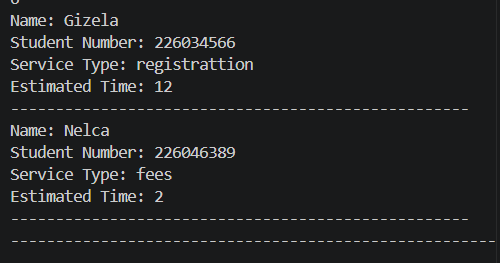 Name: Gizela
Student Number: 226034566
Service Type: registrattion
Estimated Time: 12
---------------------------------------------------
Name: Nelca
Student Number: 226046389
Service Type: fees
Estimated Time: 2
---------------------------------------------------
------------------------------------------------------